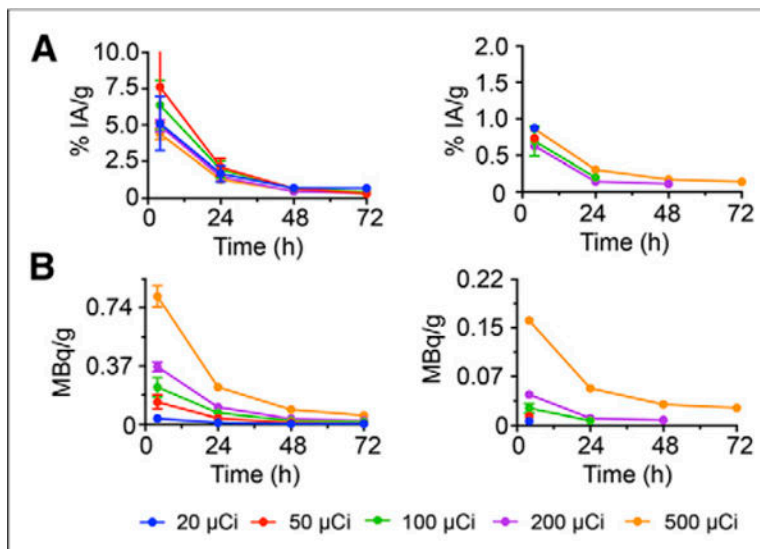 A
% IA/g
10.0
7.5
5.0
2.5
0
0 24 48 72
Time (h)
% IA/g
2.0
1.5
1.0
0.5
0
0 24 48 72
Time (h)
B
MBq/g
0.74
0.37
0
0 24 48 72
Time (h)
MBq/g
0.22
0.15
0.07
0
0 24 48 72
Time (h)
20 µCi 50 µCi 100 µCi 200 µCi 500 µCi